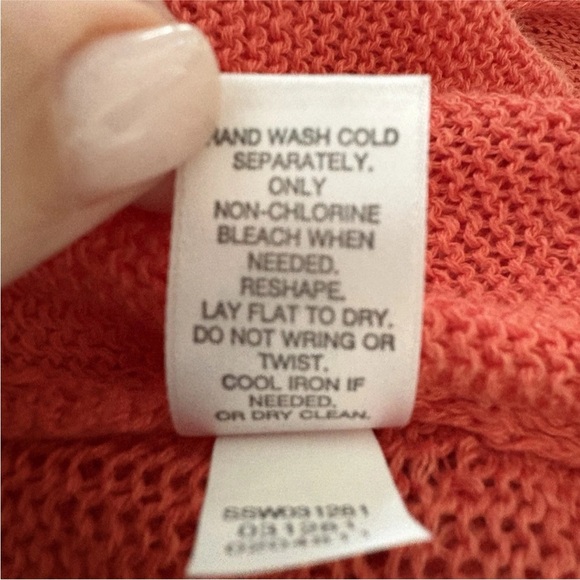 HAND WASH COLD
SEPARATELY.
ONLY
NON-CHLORINE
BLEACH WHEN
NEEDED.
RESHAPE.
LAY FLAT TO DRY.
DO NOT WRING OR
TWIST.
COOL IRON IF
NEEDED.
OR DRY CLEAN.
SSW031281
031281